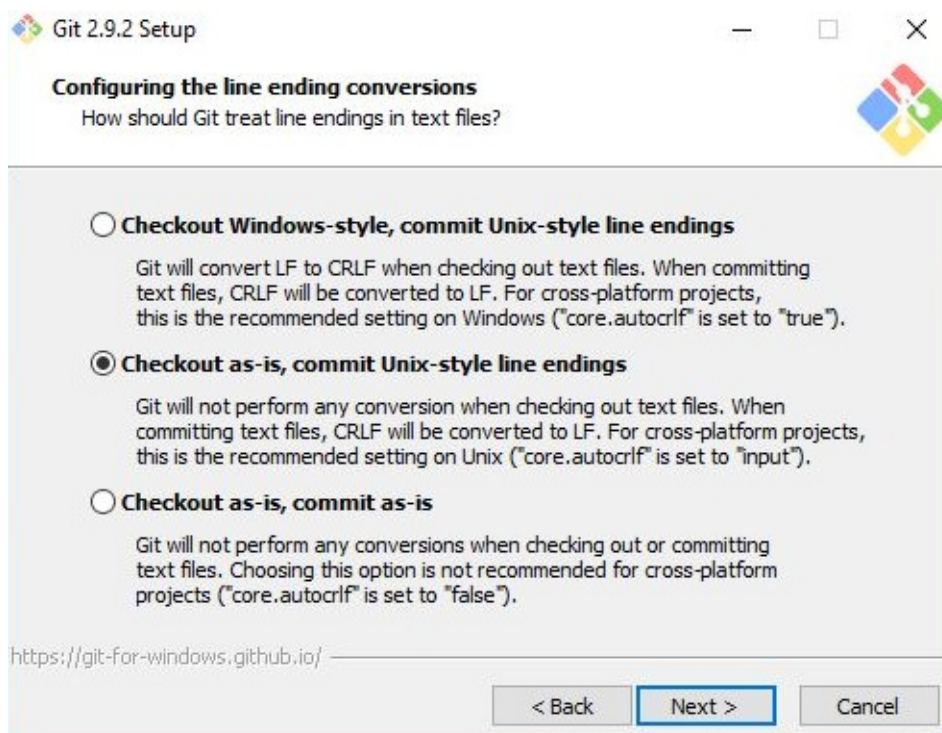 Git 2.9.2 Setup
Configuring the line ending conversions
How should Git treat line endings in text files?
Checkout Windows-style, commit Unix-style line endings
Git will convert LF to CRLF when checking out text files. When committing
text files, CRLF will be converted to LF. For cross-platform projects,
this is the recommended setting on Windows ("core.autocrlf" is set to "true").
Checkout as-is, commit Unix-style line endings
Git will not perform any conversion when checking out text files. When
committing text files, CRLF will be converted to LF. For cross-platform projects,
this is the recommended setting on Unix ("core.autocrlf" is set to "input").
Checkout as-is, commit as-is
Git will not perform any conversions when checking out or committing
text files. Choosing this option is not recommended for cross-platform
projects ("core.autocrlf" is set to "false").
https://git-for-windows.github.io/
< Back Next > Cancel